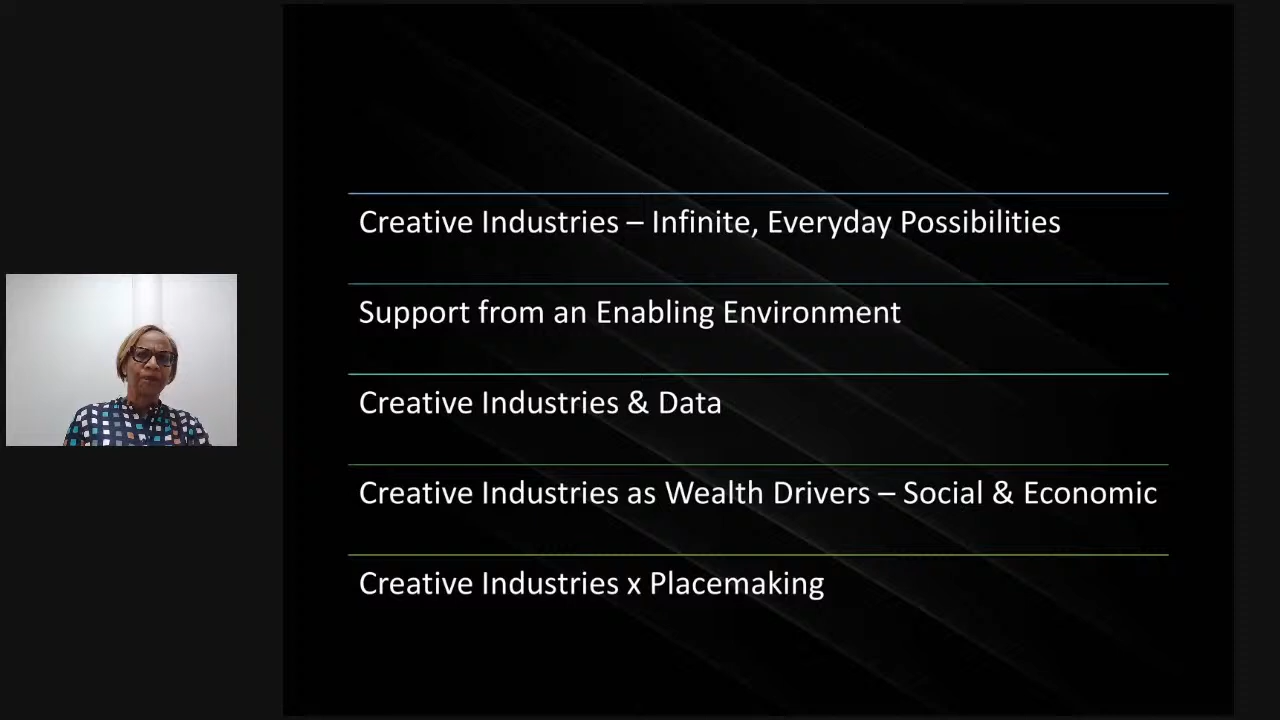 Creative Industries – Infinite, Everyday Possibilities
Support from an Enabling Environment
Creative Industries & Data
Creative Industries as Wealth Drivers – Social & Economic
Creative Industries x Placemaking